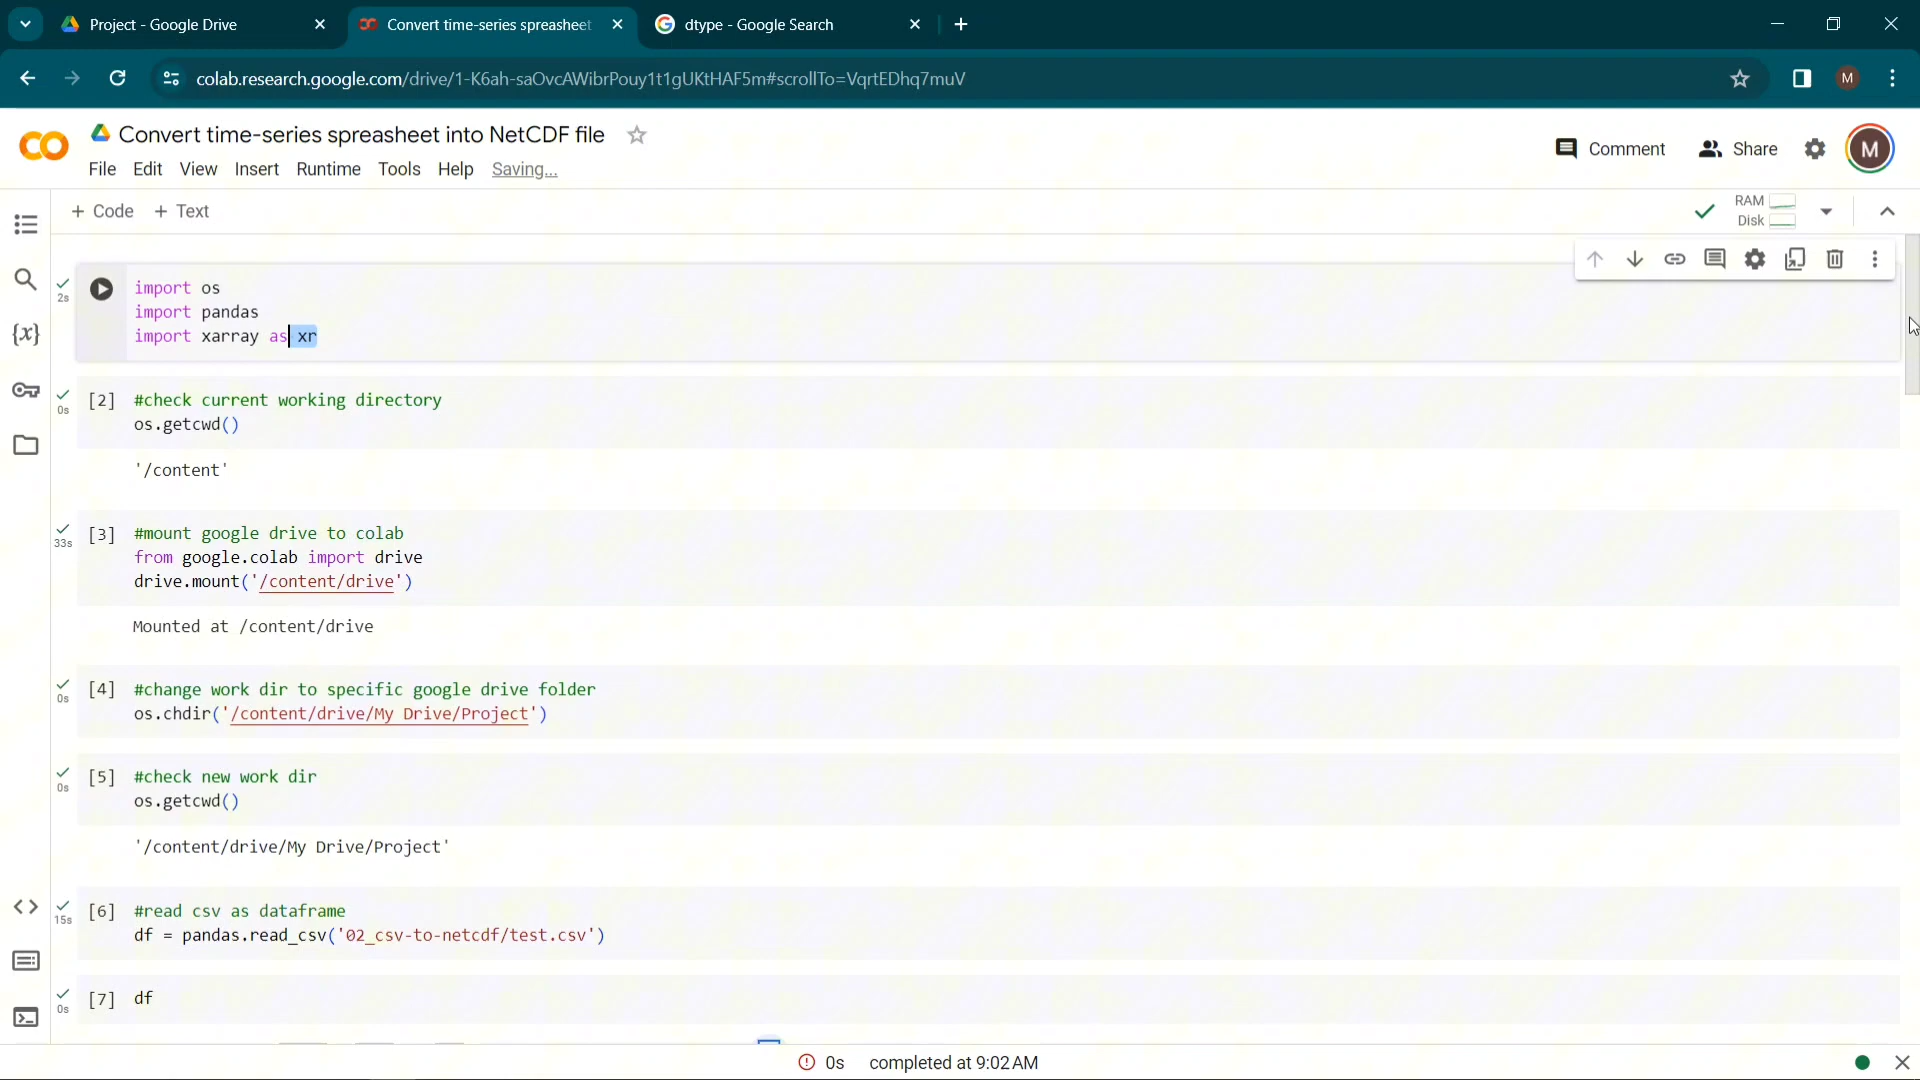 Project - Google Drive
Convert time-series spreasheet
dtype - Google Search
colab.research.google.com/drive/1-K6ah-saOvcAWibrPouy1t1gUKtHAF5m#scrollTo=VqrtEDhq7muV
M
Convert time-series spreasheet into NetCDF file
Comment
Share
M
File Edit View Insert Runtime Tools Help Saving...
+ Code + Text
RAM
Disk
2s
import os
import pandas
import xarray as xr
0s
[2] #check current working directory
os.getcwd()
'/content'
33s
[3] #mount google drive to colab
from google.colab import drive
drive.mount('/content/drive')
Mounted at /content/drive
0s
[4] #change work dir to specific google drive folder
os.chdir('/content/drive/My Drive/Project')
0s
[5] #check new work dir
os.getcwd()
'/content/drive/My Drive/Project'
15s
[6] #read csv as dataframe
df = pandas.read_csv('02_csv-to-netcdf/test.csv')
0s
[7] df
0s completed at 9:02 AM